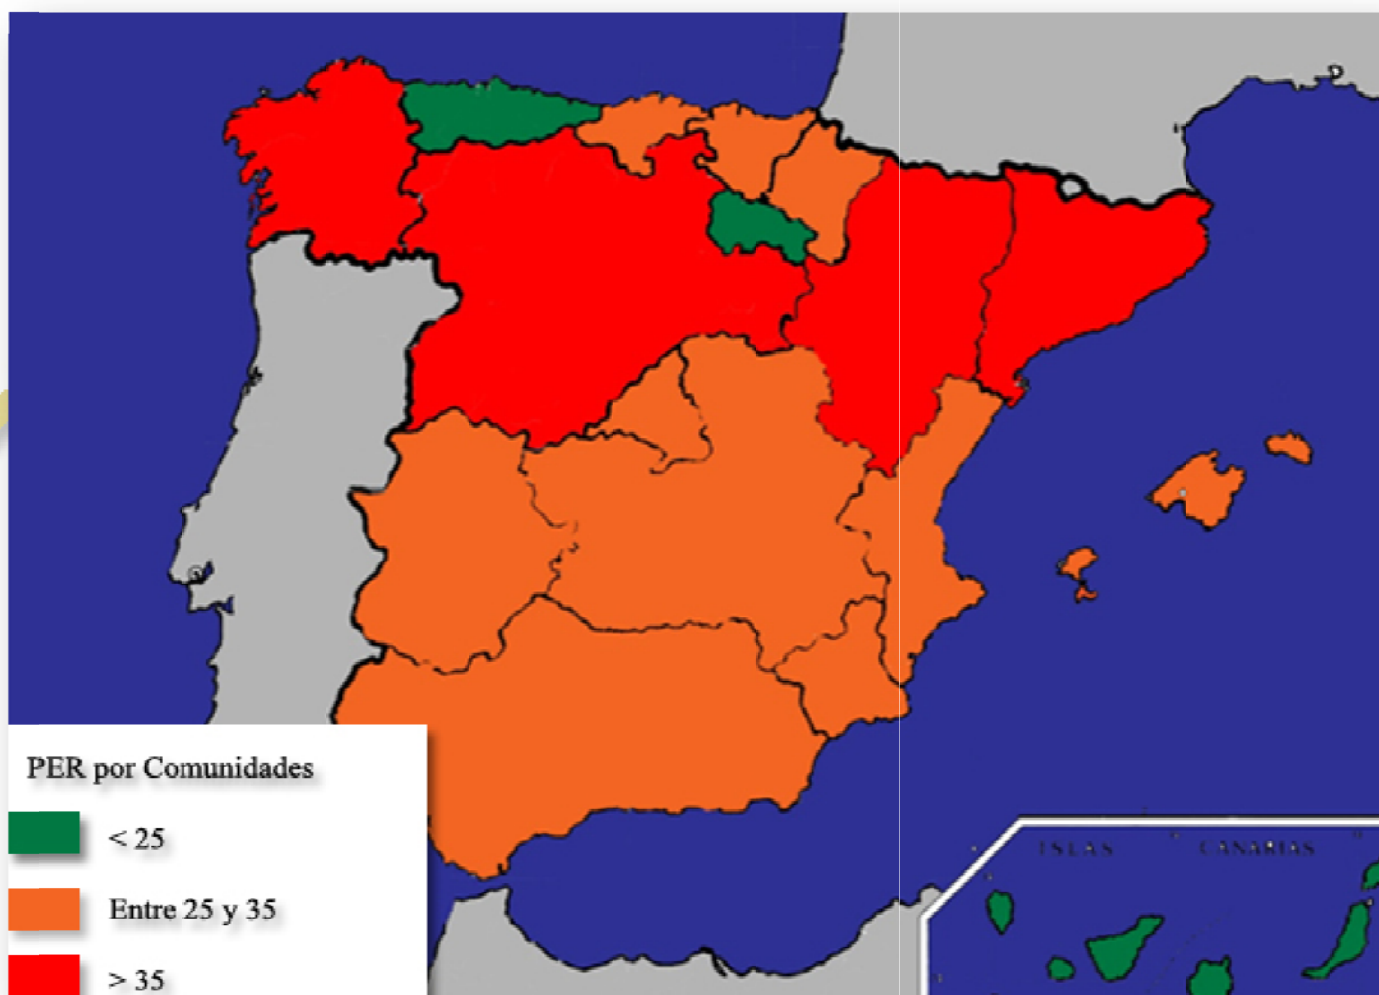 ISLAS CANARIAS
PER por Comunidades
< 25
Entre 25 y 35
> 35